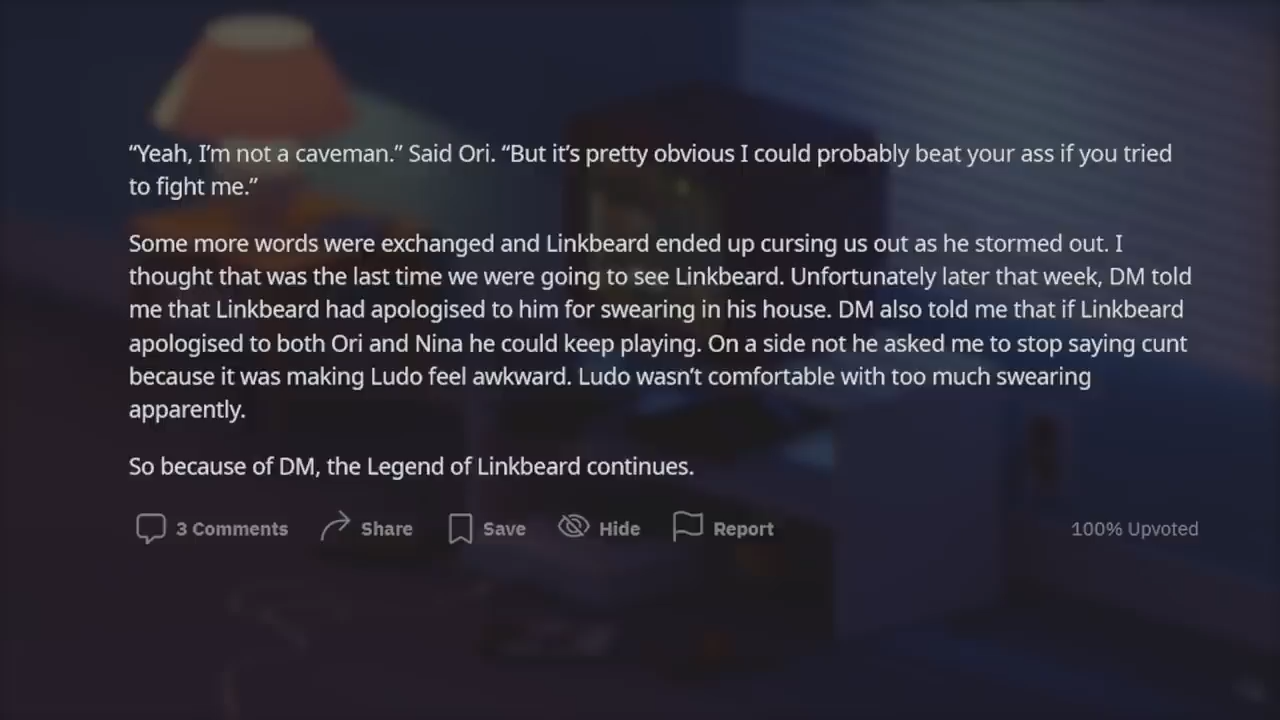 “Yeah, I’m not a caveman.” Said Ori. “But it’s pretty obvious I could probably beat your ass if you tried
to fight me.”
Some more words were exchanged and Linkbeard ended up cursing us out as he stormed out. I
thought that was the last time we were going to see Linkbeard. Unfortunately later that week, DM told
me that Linkbeard had apologised to him for swearing in his house. DM also told me that if Linkbeard
apologised to both Ori and Nina he could keep playing. On a side not he asked me to stop saying cunt
because it was making Ludo feel awkward. Ludo wasn’t comfortable with too much swearing
apparently.
So because of DM, the Legend of Linkbeard continues.
3 Comments Share Save Hide Report 100% Upvoted